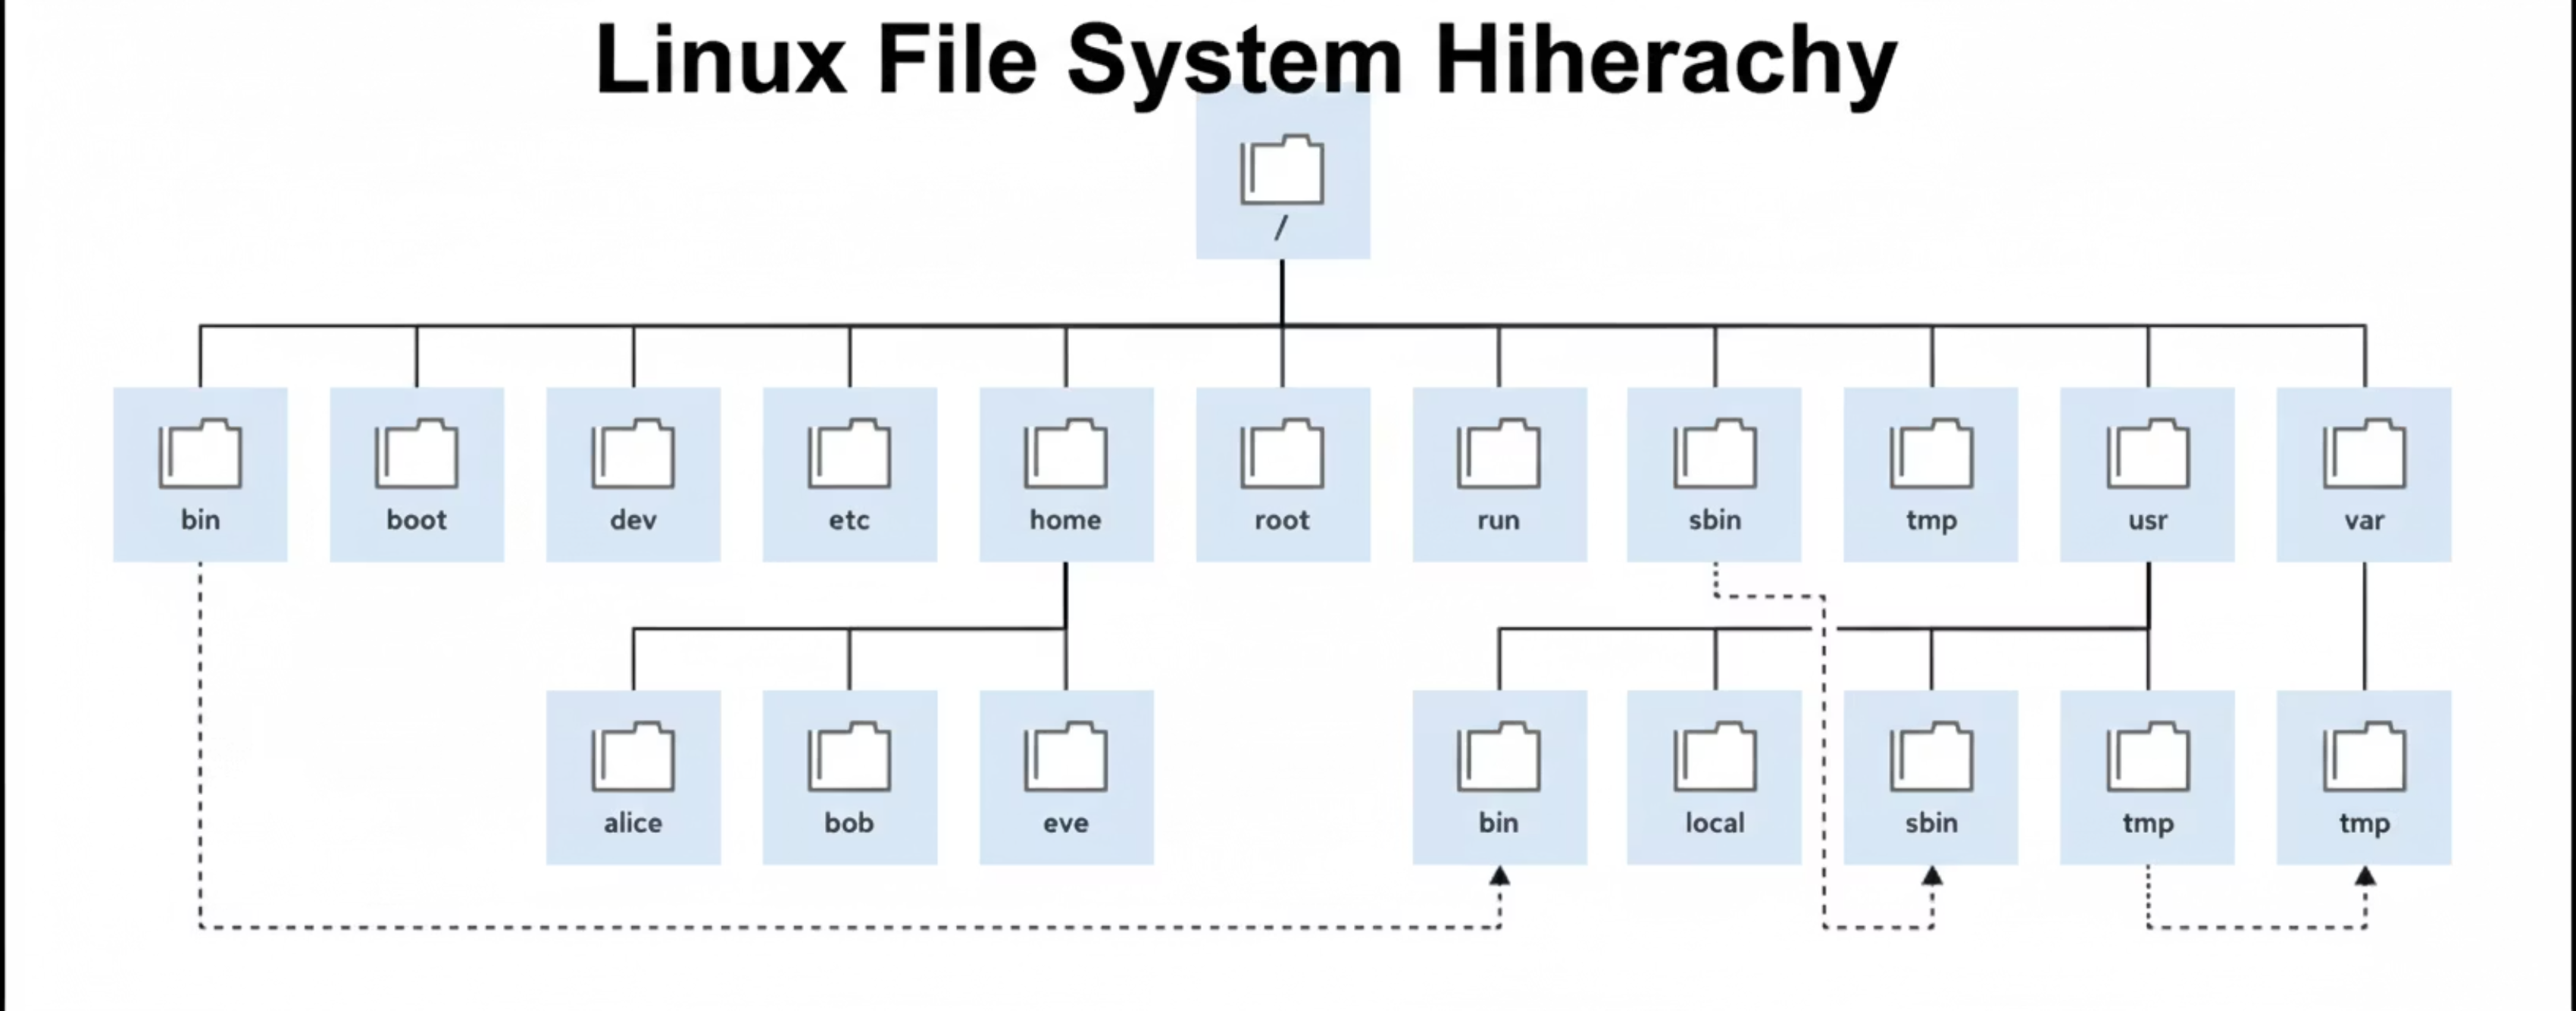 Linux File System Hiherachy
/
bin boot dev etc home root run sbin tmp usr var
alice bob eve bin local sbin tmp tmp